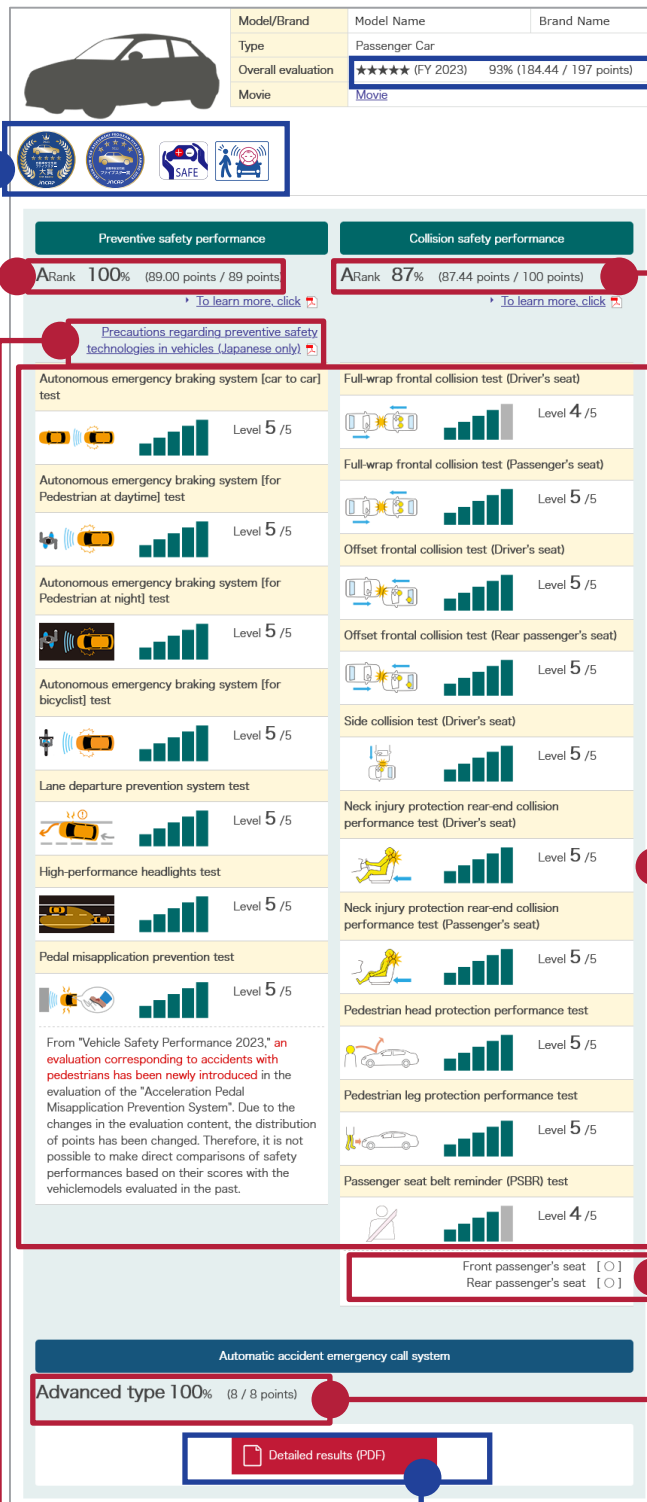 Model/Brand Model Name Brand Name
Type Passenger Car
Overall evaluation ★★★★★ (FY 2023) 93% (184.44 / 197 points)
Movie Movie
大賞
JNCAP
ファイブスター賞
JNCAP
SAFE
Preventive safety performance
A Rank 100% (89.00 points / 89 points)
To learn more, click
Precautions regarding preventive safety
technologies in vehicles (Japanese only)
Autonomous emergency braking system [car to car]
test
Level 5 /5
Autonomous emergency braking system [for
Pedestrian at daytime] test
Level 5 /5
Autonomous emergency braking system [for
Pedestrian at night] test
Level 5 /5
Autonomous emergency braking system [for
bicyclist] test
Level 5 /5
Lane departure prevention system test
Level 5 /5
High-performance headlights test
Level 5 /5
Pedal misapplication prevention test
Level 5 /5
From "Vehicle Safety Performance 2023," an
evaluation corresponding to accidents with
pedestrians has been newly introduced in the
evaluation of the "Acceleration Pedal
Misapplication Prevention System". Due to the
changes in the evaluation content, the distribution
of points has been changed. Therefore, it is not
possible to make direct comparisons of safety
performances based on their scores with the
vehiclemodels evaluated in the past.
Collision safety performance
A Rank 87% (87.44 points / 100 points)
To learn more, click
Full-wrap frontal collision test (Driver's seat)
Level 4 /5
Full-wrap frontal collision test (Passenger's seat)
Level 5 /5
Offset frontal collision test (Driver's seat)
Level 5 /5
Offset frontal collision test (Rear passenger's seat)
Level 5 /5
Side collision test (Driver's seat)
Level 5 /5
Neck injury protection rear-end collision
performance test (Driver's seat)
Level 5 /5
Neck injury protection rear-end collision
performance test (Passenger's seat)
Level 5 /5
Pedestrian head protection performance test
Level 5 /5
Pedestrian leg protection performance test
Level 5 /5
Passenger seat belt reminder (PSBR) test
Level 4 /5
Front passenger's seat [ ○ ]
Rear passenger's seat [ ○ ]
Automatic accident emergency call system
Advanced type 100% (8 / 8 points)
Detailed results (PDF)